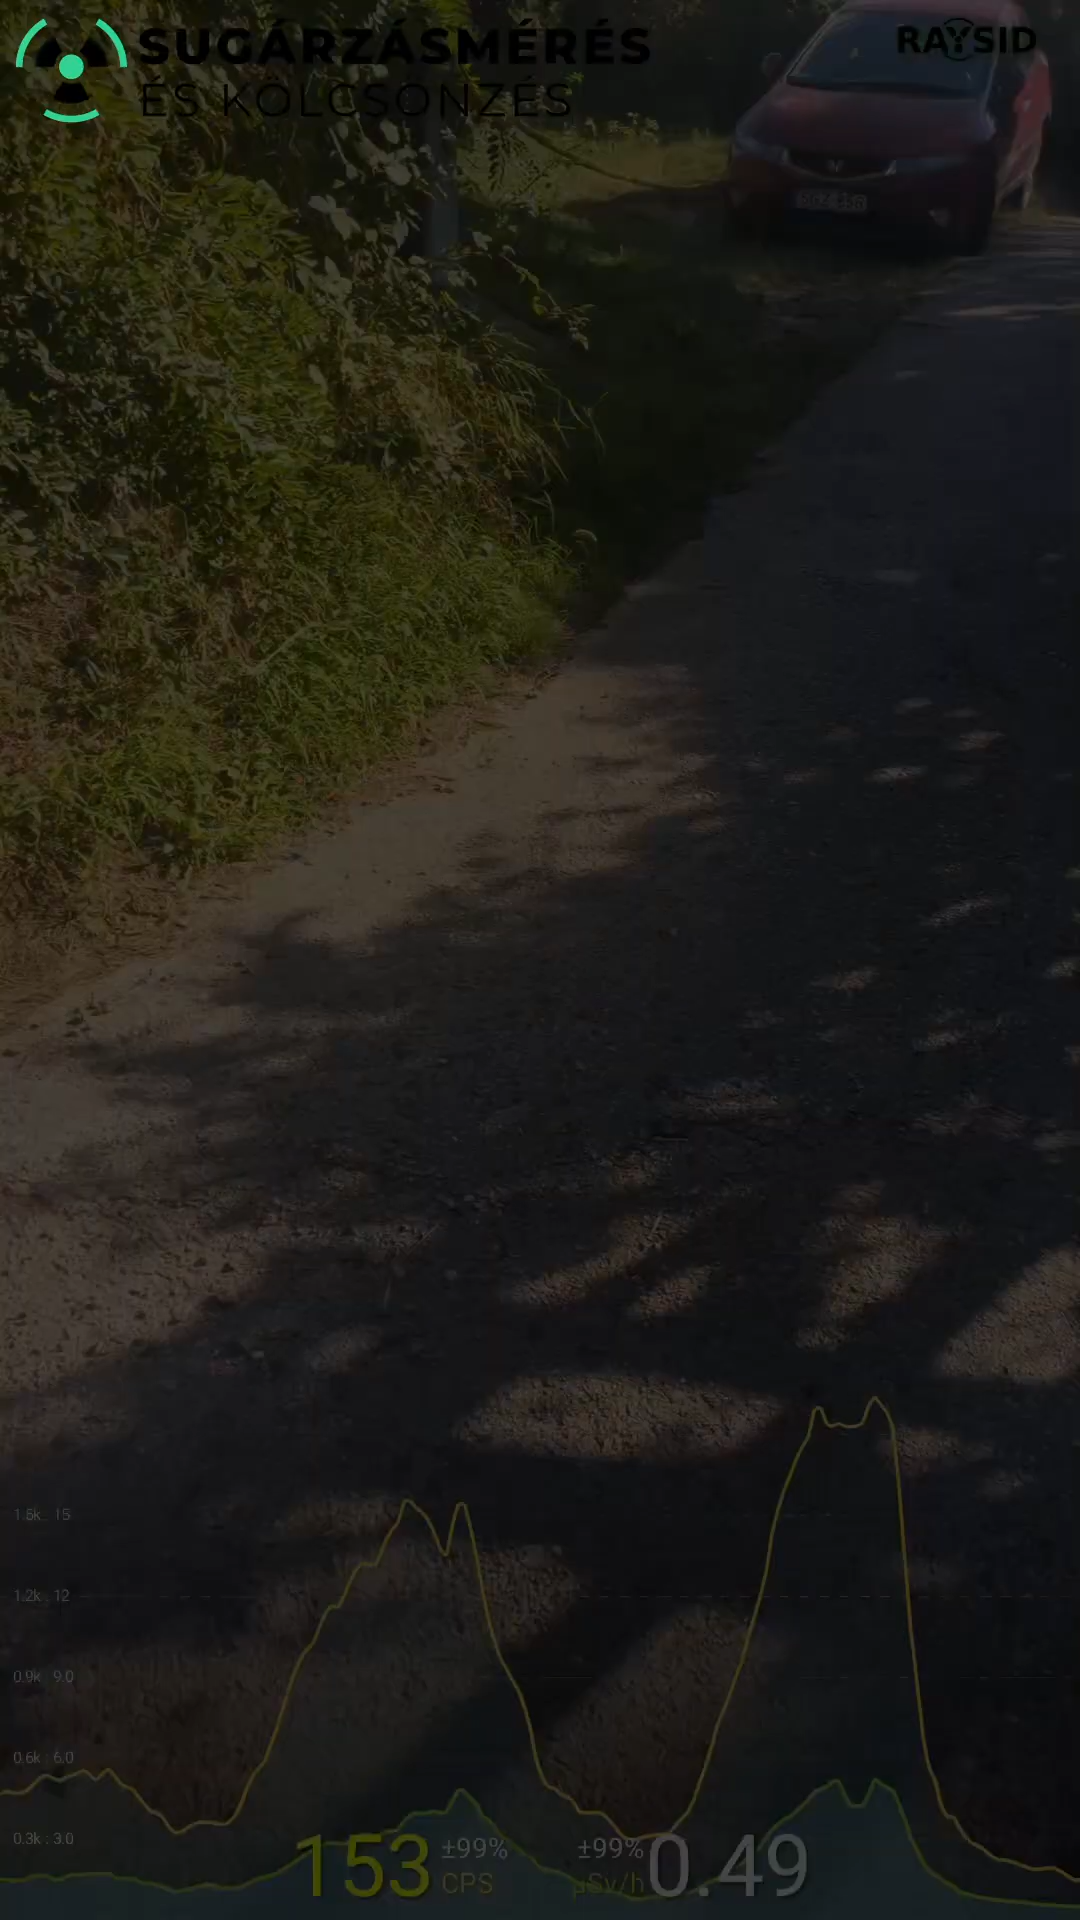 SUGÁRZÁSMÉRÉS
ÉS KÖLCSÖNZÉS
RAYSID
1.5k : 15
1.2k : 12
0.9k : 9.0
0.6k : 6.0
0.3k : 3.0
153 ±99% CPS
±99% µSv/h 0.49